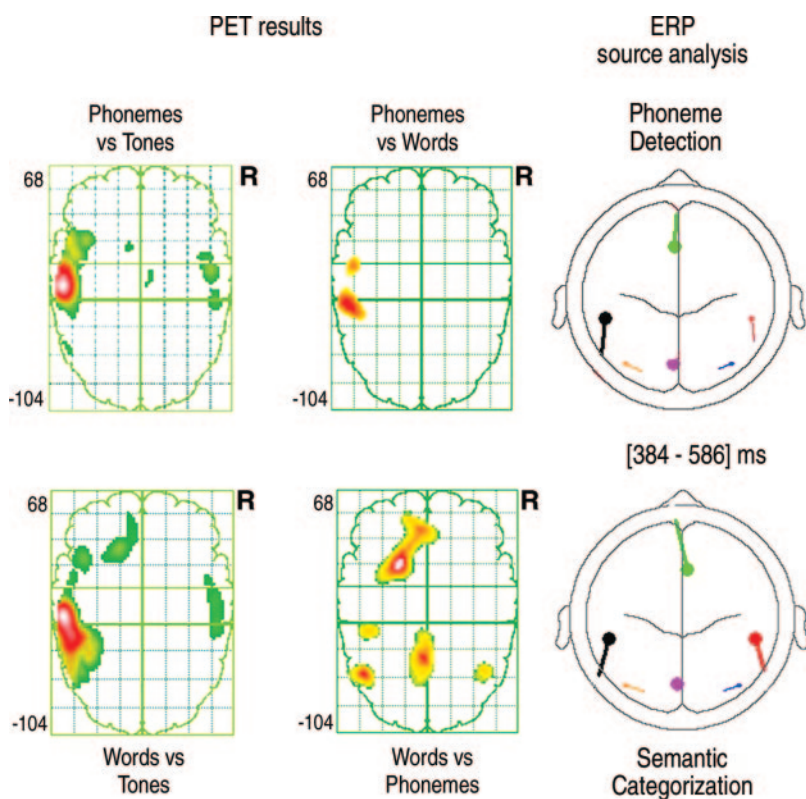 PET results
ERP
source analysis
Phonemes
vs Tones
Phonemes
vs Words
Phoneme
Detection
68
R
68
R
-104
-104
[384 - 586] ms
68
R
68
R
-104
-104
Words vs
Tones
Words vs
Phonemes
Semantic
Categorization